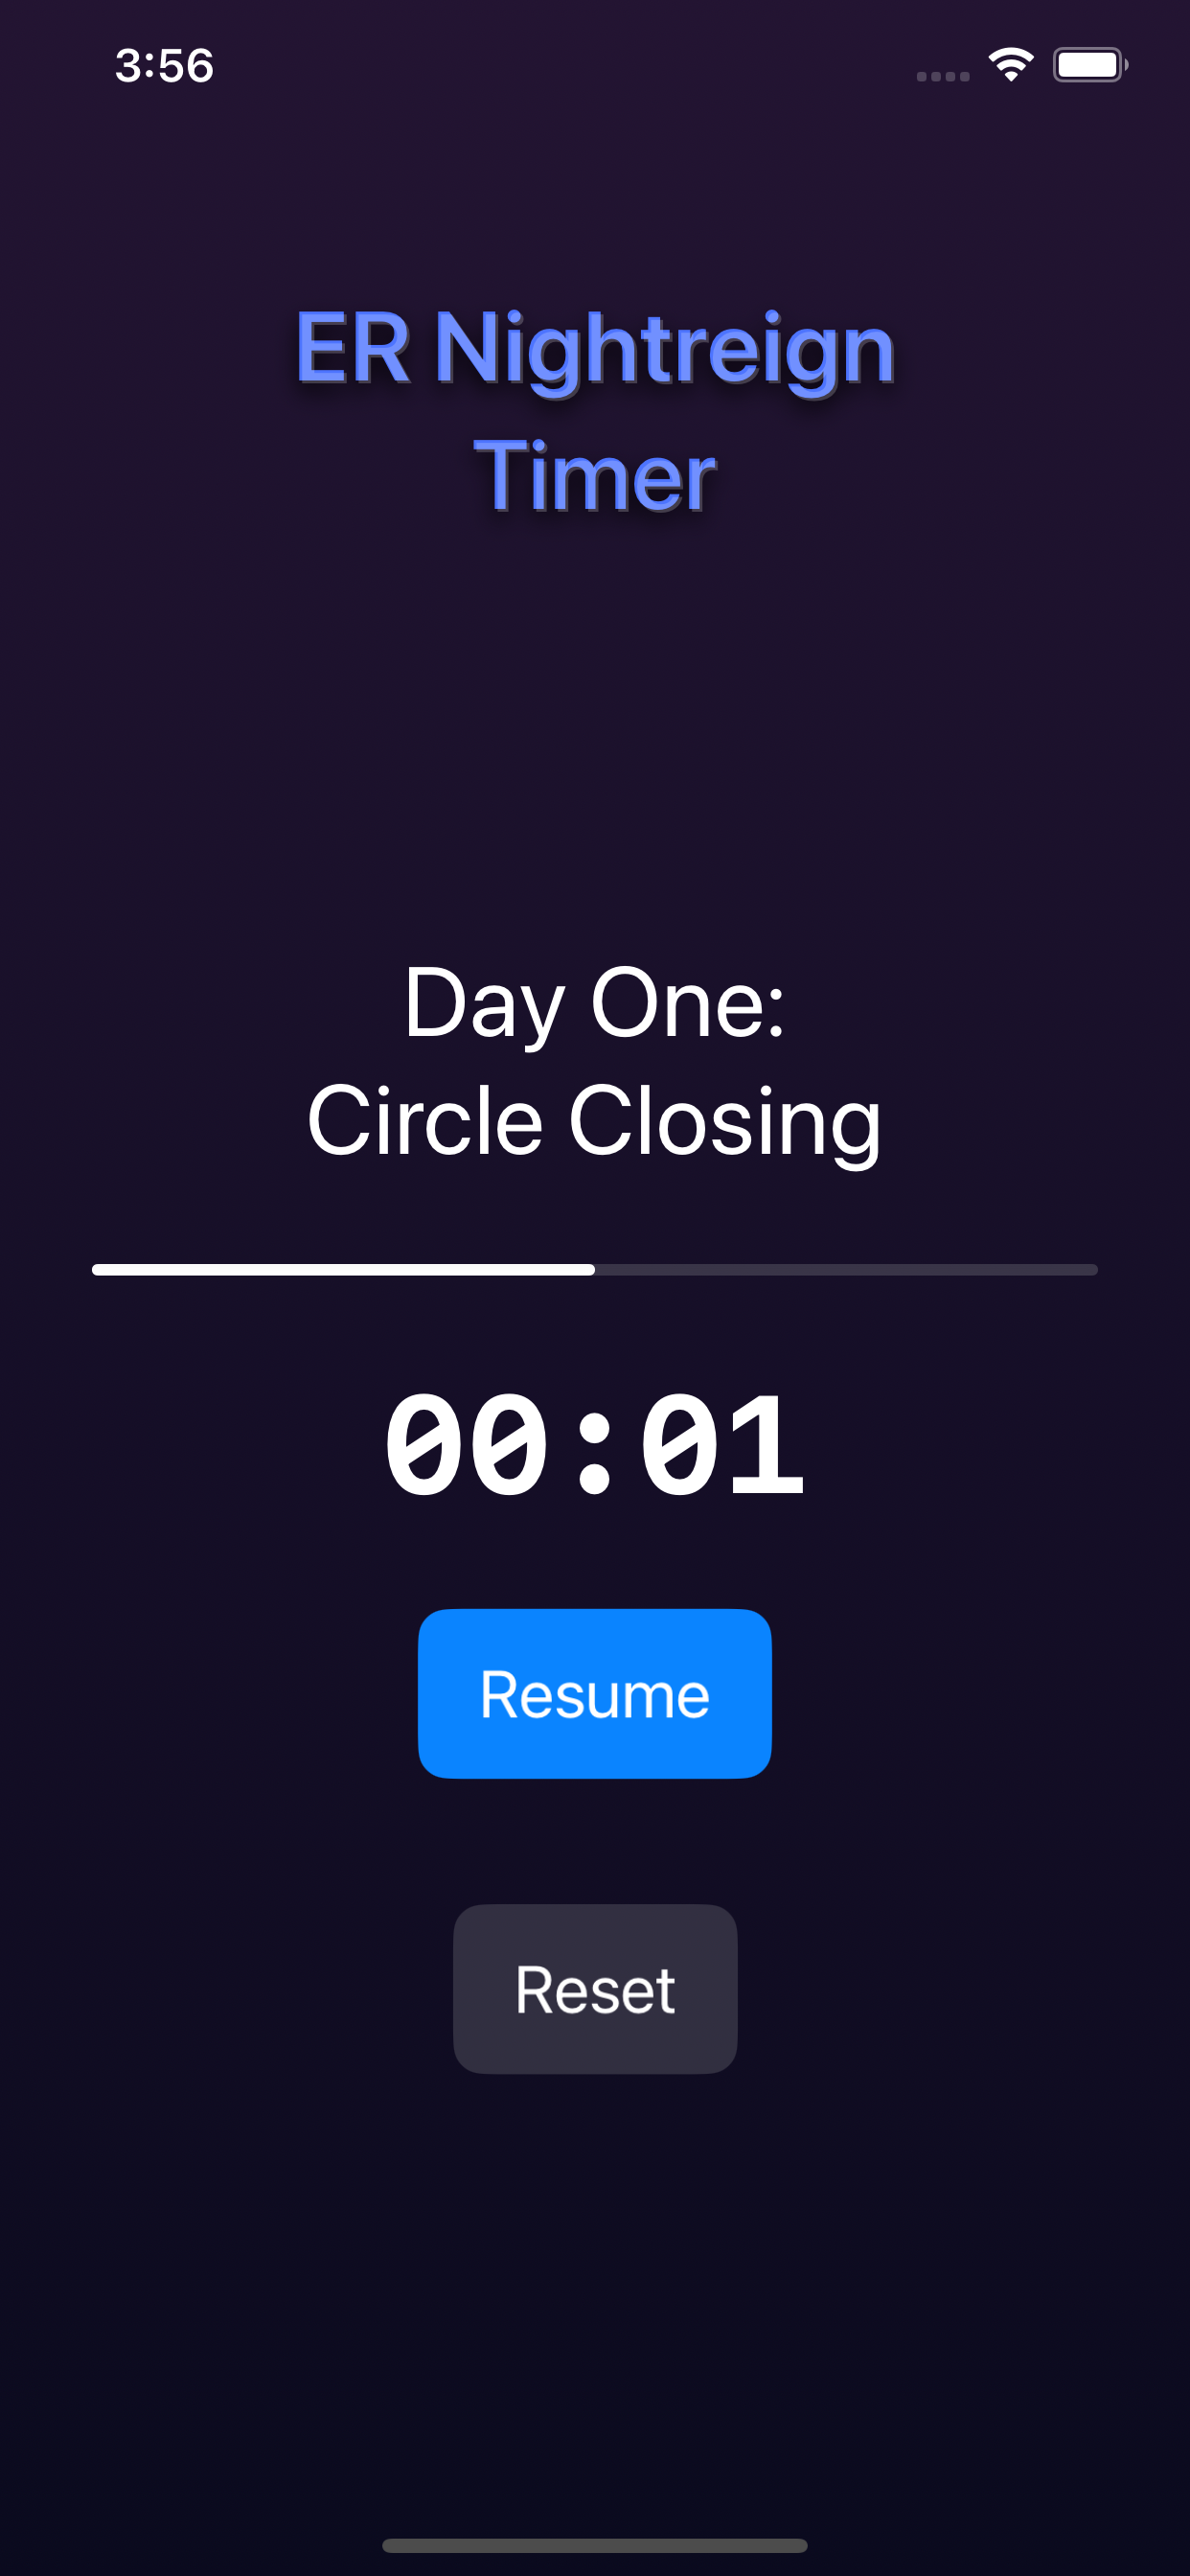 3:56
ER Nightreign
Timer
Day One:
Circle Closing
00:01
Resume
Reset